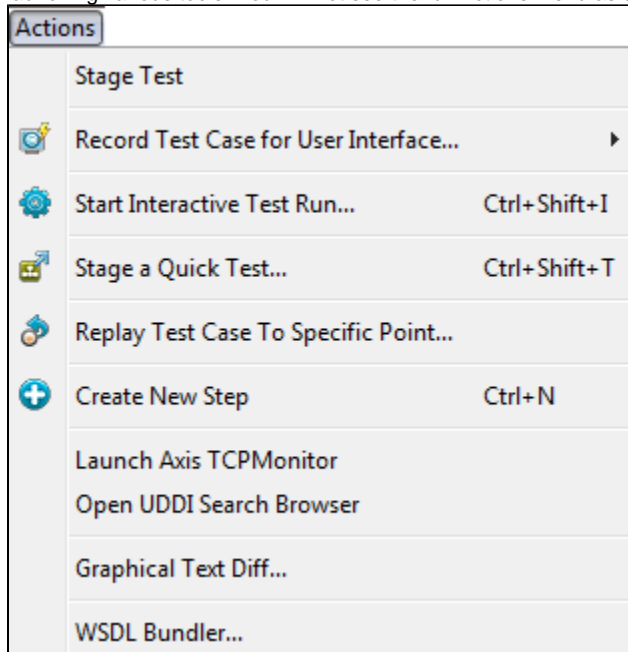 Actions
Stage Test
Record Test Case for User Interface...
Start Interactive Test Run... Ctrl+Shift+I
Stage a Quick Test... Ctrl+Shift+T
Replay Test Case To Specific Point...
Create New Step Ctrl+N
Launch Axis TCPMonitor
Open UDDI Search Browser
Graphical Text Diff...
WSDL Bundler...